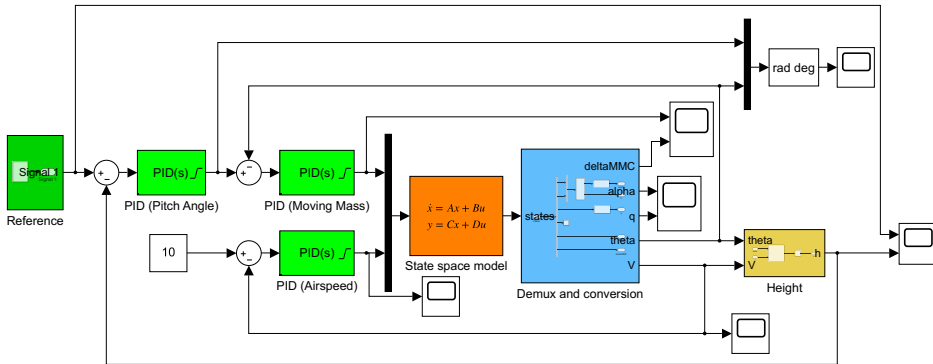 rad deg
deltaMMC
Signal 1
PID(s)
PID(s)
ẋ = Ax + Bu
y = Cx + Du
alpha
states
q
Reference
PID (Pitch Angle)
PID (Moving Mass)
theta
theta
10
PID(s)
h
State space model
V
V
PID (Airspeed)
Demux and conversion
Height